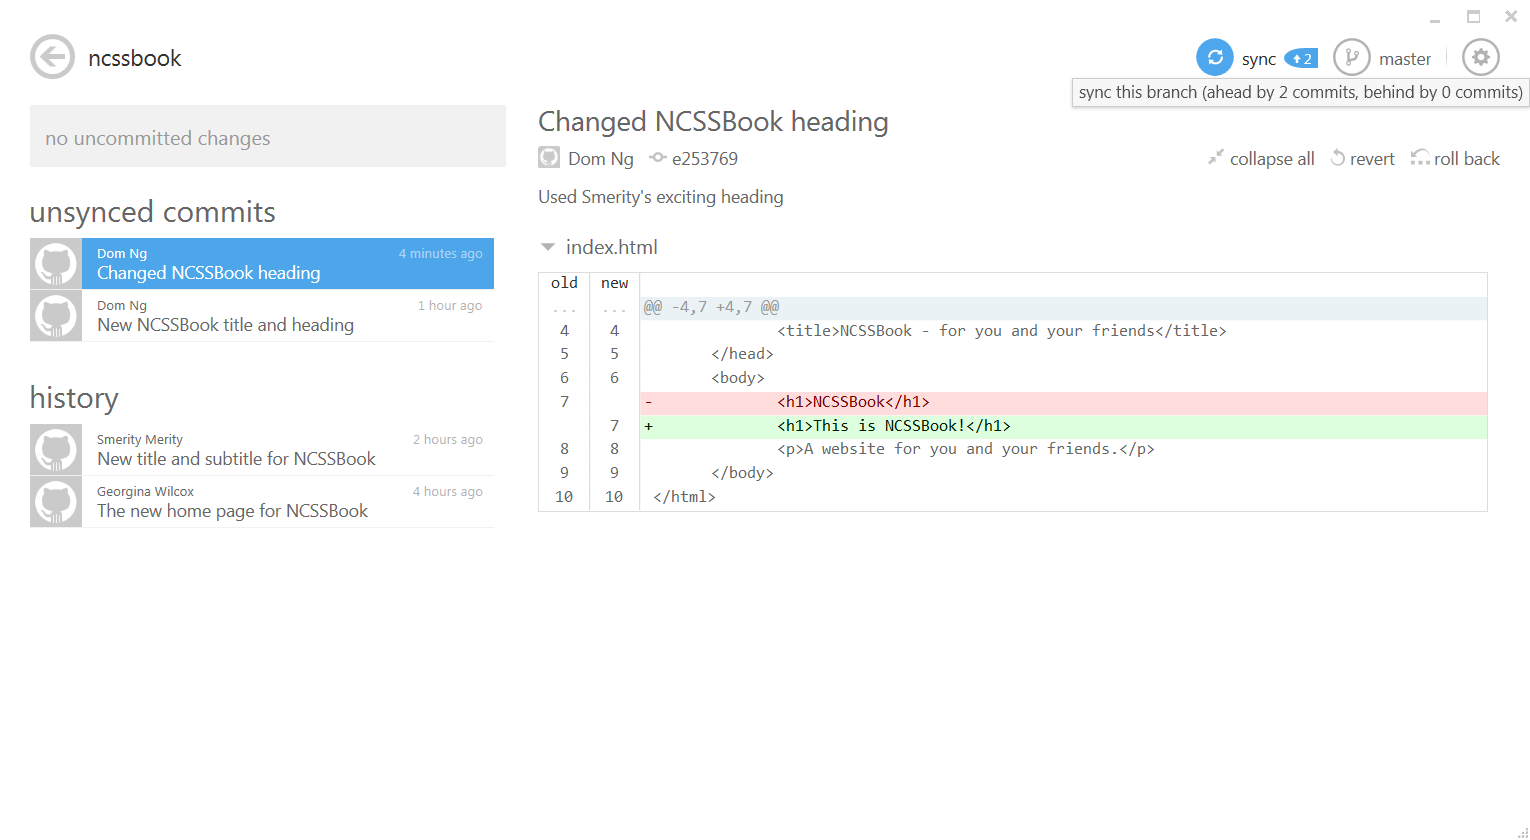 ncssbook
sync 2 master
sync this branch (ahead by 2 commits, behind by 0 commits)
no uncommitted changes
unsynced commits
Dom Ng 4 minutes ago
Changed NCSSBook heading
Dom Ng 1 hour ago
New NCSSBook title and heading
history
Smerity Merity 2 hours ago
New title and subtitle for NCSSBook
Georgina Wilcox 4 hours ago
The new home page for NCSSBook
Changed NCSSBook heading
Dom Ng e253769 collapse all revert roll back
Used Smerity's exciting heading
index.html
old new
... ... @@ -4,7 +4,7 @@
4 4 <title>NCSSBook - for you and your friends</title>
5 5 </head>
6 6 <body>
7 - <h1>NCSSBook</h1>
7 + <h1>This is NCSSBook!</h1>
8 8 <p>A website for you and your friends.</p>
9 9 </body>
10 10 </html>